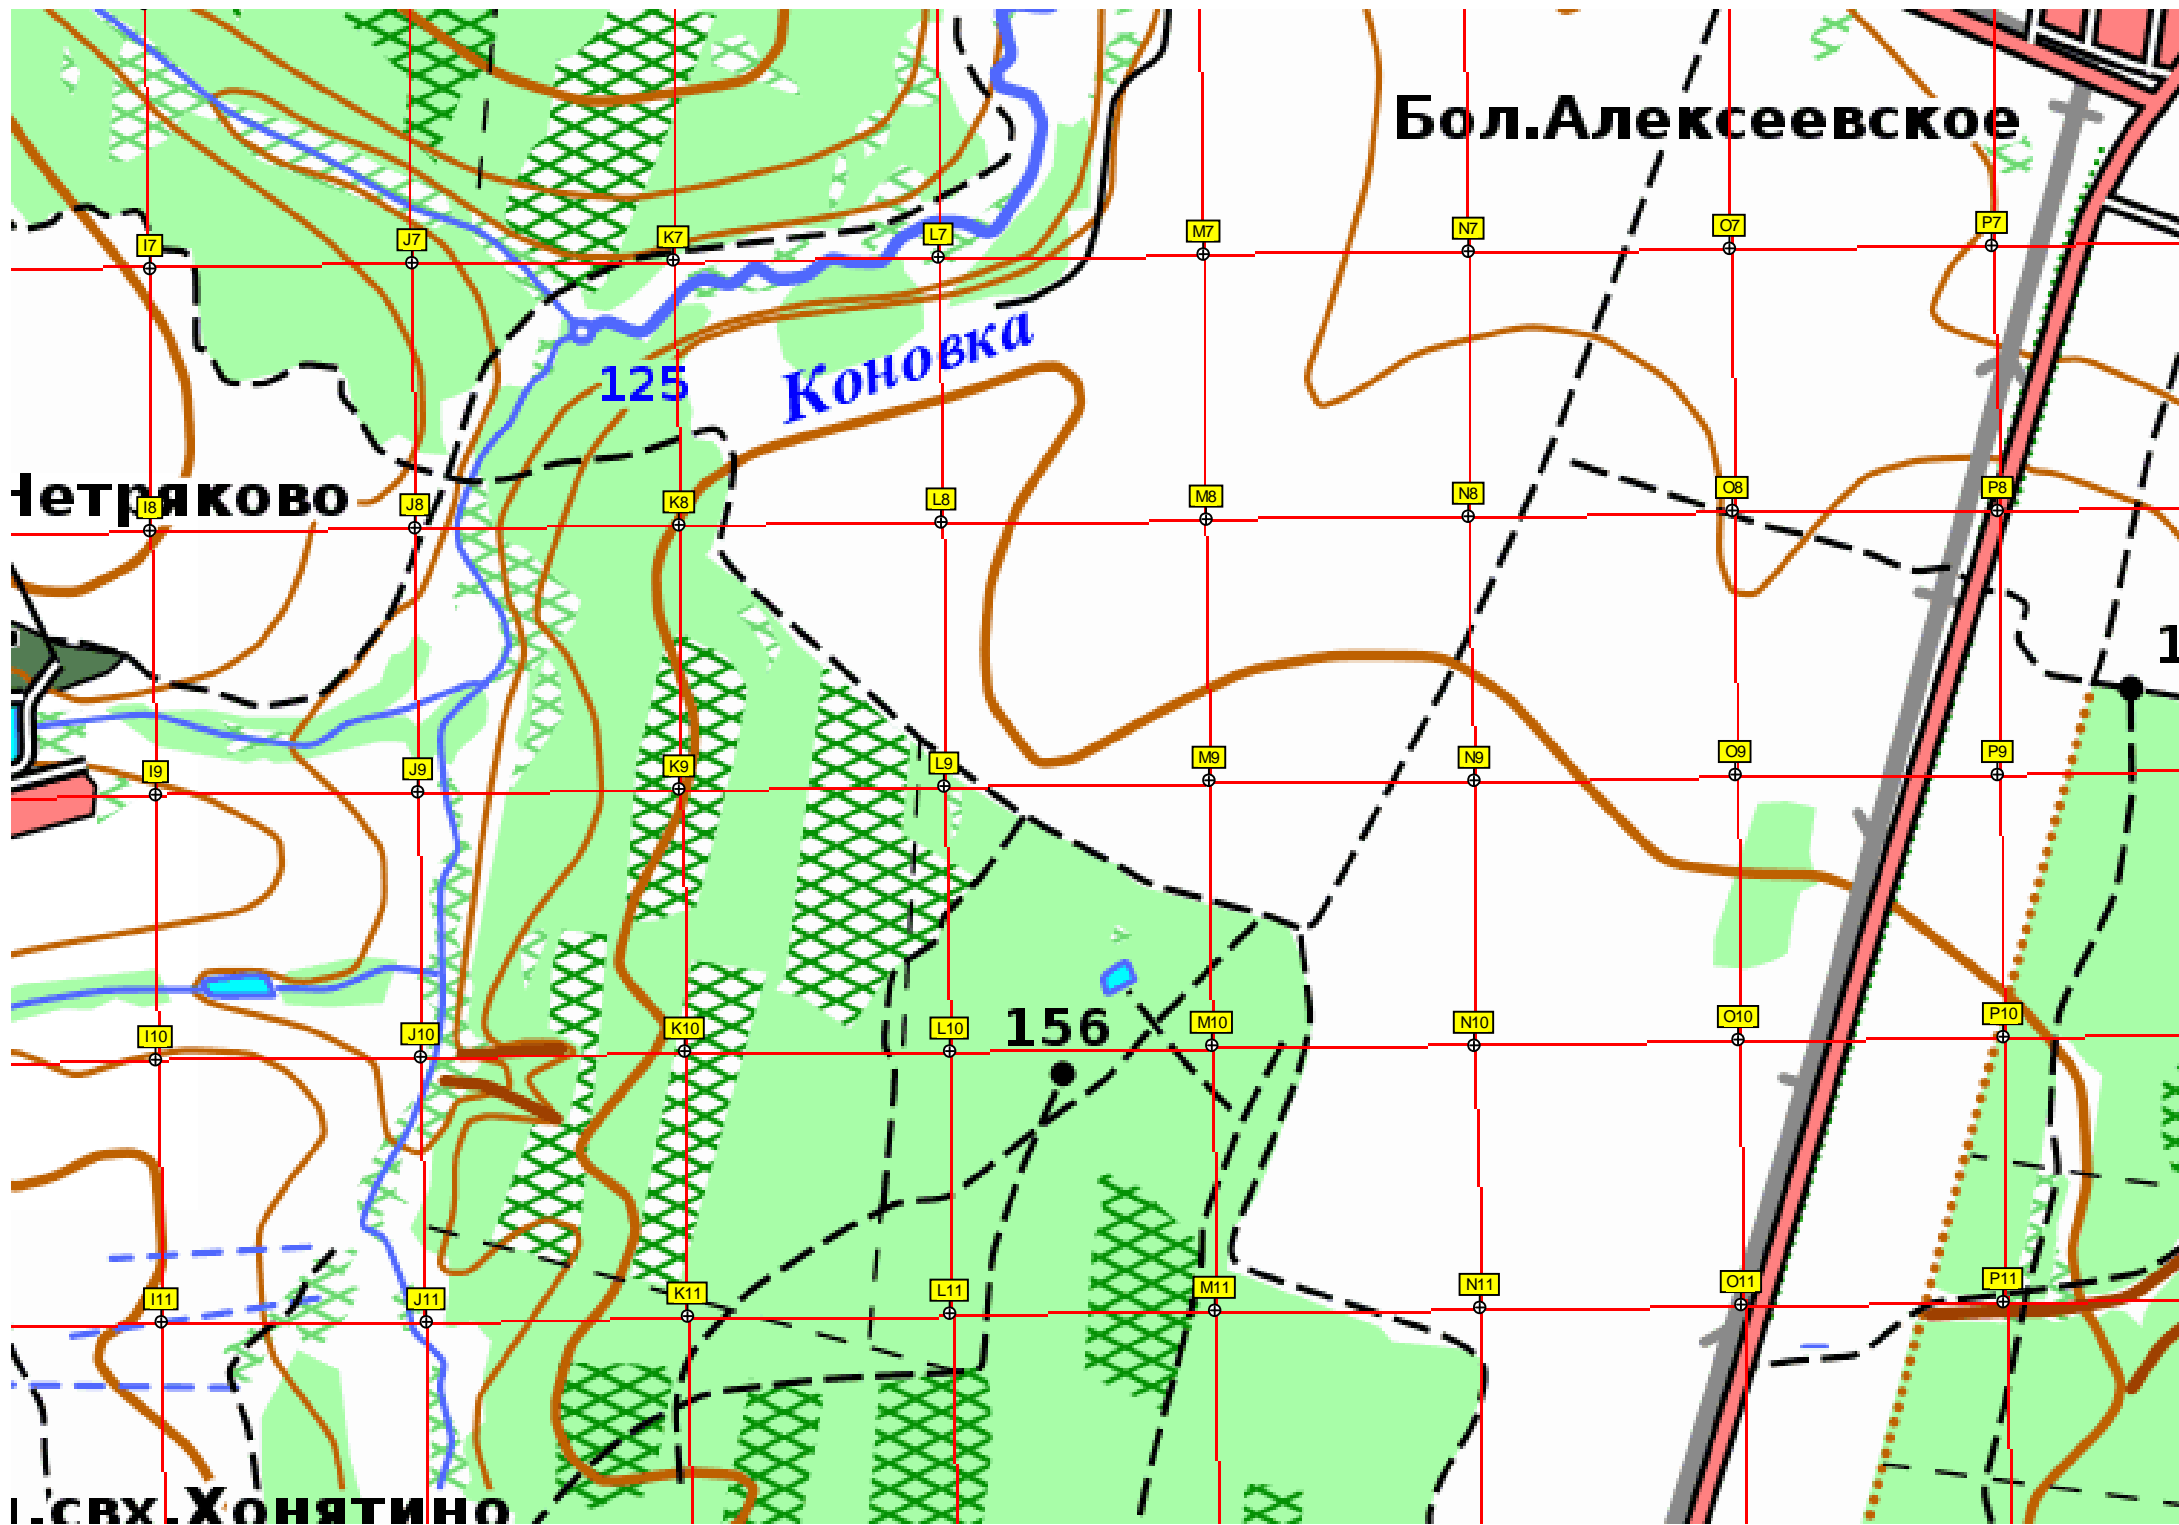 Бол.Алексеевское
I7 J7 K7 L7 M7 N7 O7 P7
Коновка
125
Нетряково
I8 J8 K8 L8 M8 N8 O8 P8
1
I9 J9 K9 L9 M9 N9 O9 P9
156
I10 J10 K10 L10 M10 N10 O10 P10
I11 J11 K11 L11 M11 N11 O11 P11
.свх.Хонятино